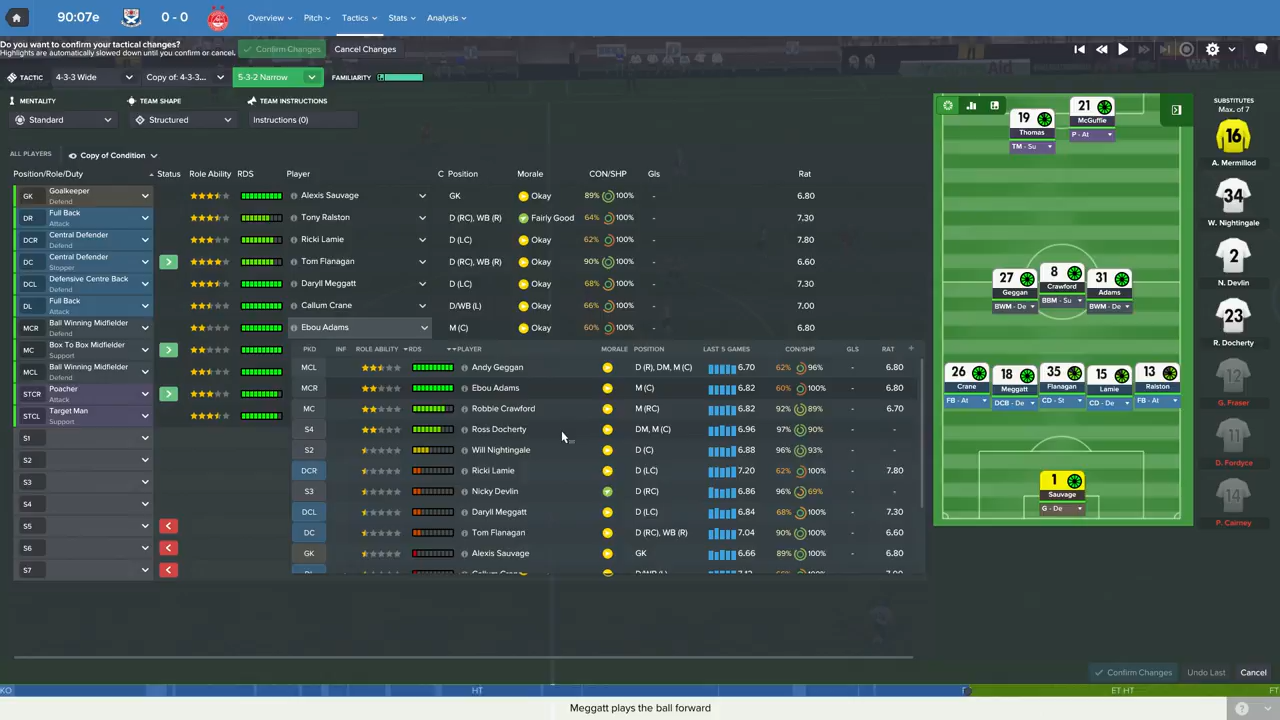 90:07e 0 - 0 Overview Pitch Tactics Stats Analysis
Do you want to confirm your tactical changes?
Highlights are automatically slowed down until you confirm or cancel.
Confirm Changes Cancel Changes
TACTIC 4-3-3 Wide Copy of: 4-3-3... 5-3-2 Narrow FAMILIARITY
MENTALITY TEAM SHAPE TEAM INSTRUCTIONS
Standard Structured Instructions (0)
ALL PLAYERS Copy of Condition
Position/Role/Duty Status Role Ability RDS Player C Position Morale CON/SHP Gls Rat
GK Goalkeeper Defend Alexis Sauvage GK Okay 89% 100% - 6.80
DR Full Back Attack Tony Ralston D (RC), WB (R) Fairly Good 64% 100% - 7.30
DCR Central Defender Defend Ricki Lamie D (LC) Okay 62% 100% - 7.80
DC Central Defender Stopper Tom Flanagan D (RC), WB (R) Okay 90% 100% - 6.60
DCL Defensive Centre Back Defend Daryll Meggatt D (LC) Okay 68% 100% - 7.30
DL Full Back Attack Callum Crane D/WB (L) Okay 66% 100% - 7.00
MCR Ball Winning Midfielder Defend Ebou Adams M (C) Okay 60% 100% - 6.80
MC Box To Box Midfielder Support
MCL Ball Winning Midfielder Defend
STCR Poacher Attack
STCL Target Man Support
S1
S2
S3
S4
S5
S6
S7
PKD INF ROLE ABILITY RDS PLAYER MORALE POSITION LAST 5 GAMES CON/SHP GLS RAT
MCL Andy Geggan D (R), DM, M (C) 6.70 62% 96% - 6.80
MCR Ebou Adams M (C) 6.82 60% 100% - 6.80
MC Robbie Crawford M (RC) 6.82 92% 89% - 6.70
S4 Ross Docherty DM, M (C) 6.96 97% 90% - -
S2 Will Nightingale D (C) 6.88 96% 93% - -
DCR Ricki Lamie D (LC) 7.20 62% 100% - 7.80
S3 Nicky Devlin D (RC) 6.86 96% 69% - -
DCL Daryll Meggatt D (LC) 6.84 68% 100% - 7.30
DC Tom Flanagan D (RC), WB (R) 7.04 90% 100% - 6.60
GK Alexis Sauvage GK 6.66 89% 100% - 6.80
21
McGuffie
P - At
19
Thomas
TM - Su
27 8 31
Geggan Crawford Adams
BWM - De BBM - Su BWM - De
26 18 35 15 13
Crane Meggatt Flanagan Lamie Ralston
FB - At DCB - De CD - St CD - De FB - At
1
Sauvage
G - De
SUBSTITUTES
Max. of 7
16
A. Mermillod
34
W. Nightingale
2
N. Devlin
23
R. Docherty
12
G. Fraser
11
D. Fordyce
14
P. Cairney
Confirm Changes Undo Last Cancel
KO HT ET HT FT
Meggatt plays the ball forward